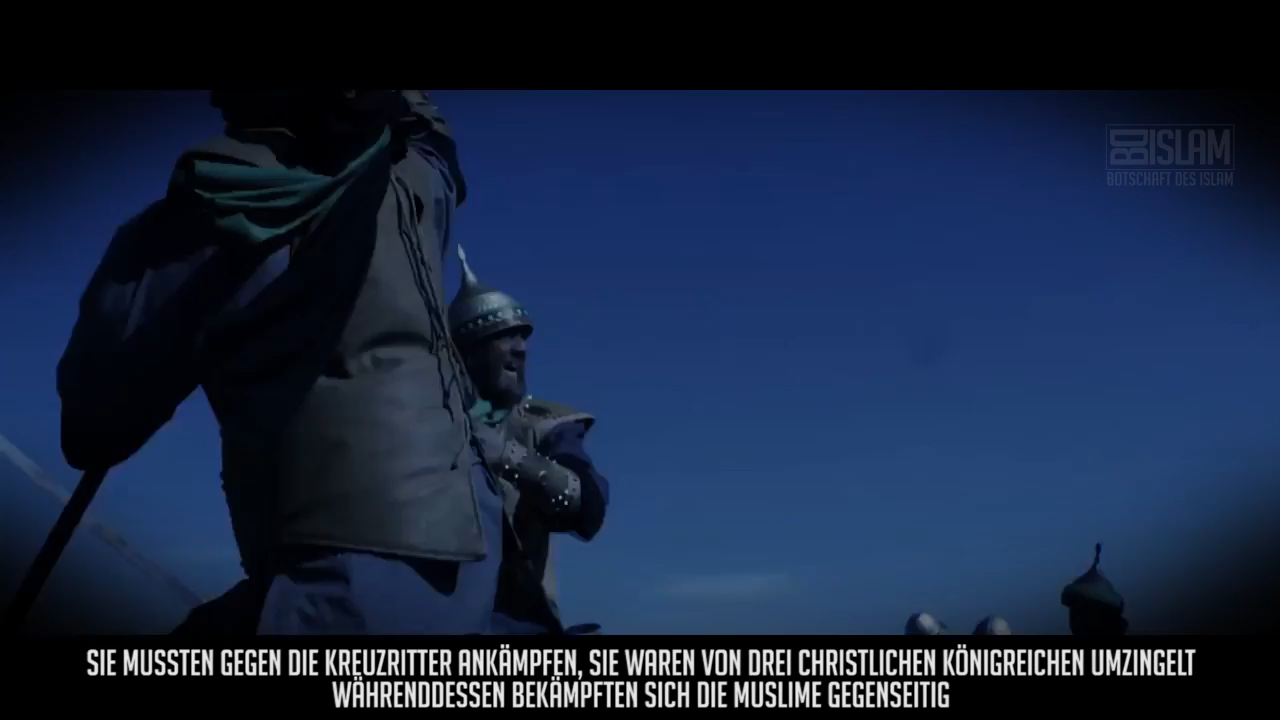 BDISLAM
BOTSCHAFT DES ISLAM
SIE MUSSTEN GEGEN DIE KREUZRITTER ANKÄMPFEN, SIE WAREN VON DREI CHRISTLICHEN KÖNIGREICHEN UMZINGELT
WÄHRENDDESSEN BEKÄMPFTEN SICH DIE MUSLIME GEGENSEITIG